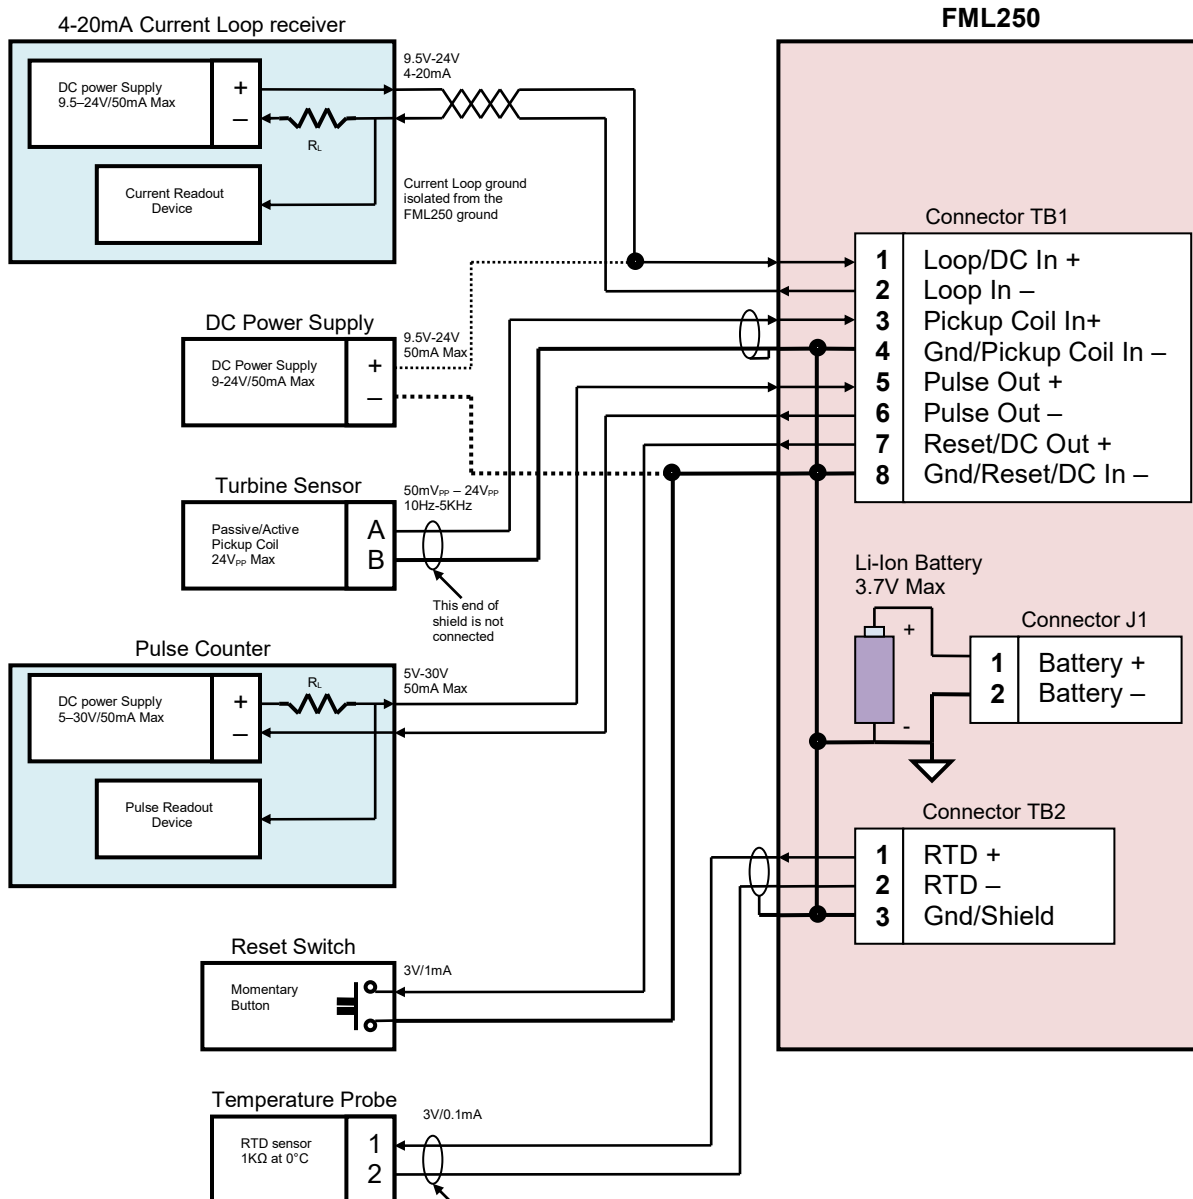 4-20mA Current Loop receiver
FML250
DC power Supply
9.5–24V/50mA Max
+
–
R_L
Current Readout
Device
9.5V-24V
4-20mA
Current Loop ground
isolated from the
FML250 ground
Connector TB1
1 Loop/DC In +
2 Loop In –
3 Pickup Coil In+
4 Gnd/Pickup Coil In –
5 Pulse Out +
6 Pulse Out –
7 Reset/DC Out +
8 Gnd/Reset/DC In –
DC Power Supply
DC Power Supply
9-24V/50mA Max
+
–
9.5V-24V
50mA Max
Turbine Sensor
Passive/Active
Pickup Coil
24V_PP Max
A
B
50mV_PP – 24V_PP
10Hz-5KHz
This end of
shield is not
connected
Li-Ion Battery
3.7V Max
+
-
Connector J1
1 Battery +
2 Battery –
Pulse Counter
DC power Supply
5–30V/50mA Max
+
–
R_L
Pulse Readout
Device
5V-30V
50mA Max
Connector TB2
1 RTD +
2 RTD –
3 Gnd/Shield
Reset Switch
Momentary
Button
3V/1mA
Temperature Probe
RTD sensor
1KΩ at 0°C
1
2
3V/0.1mA